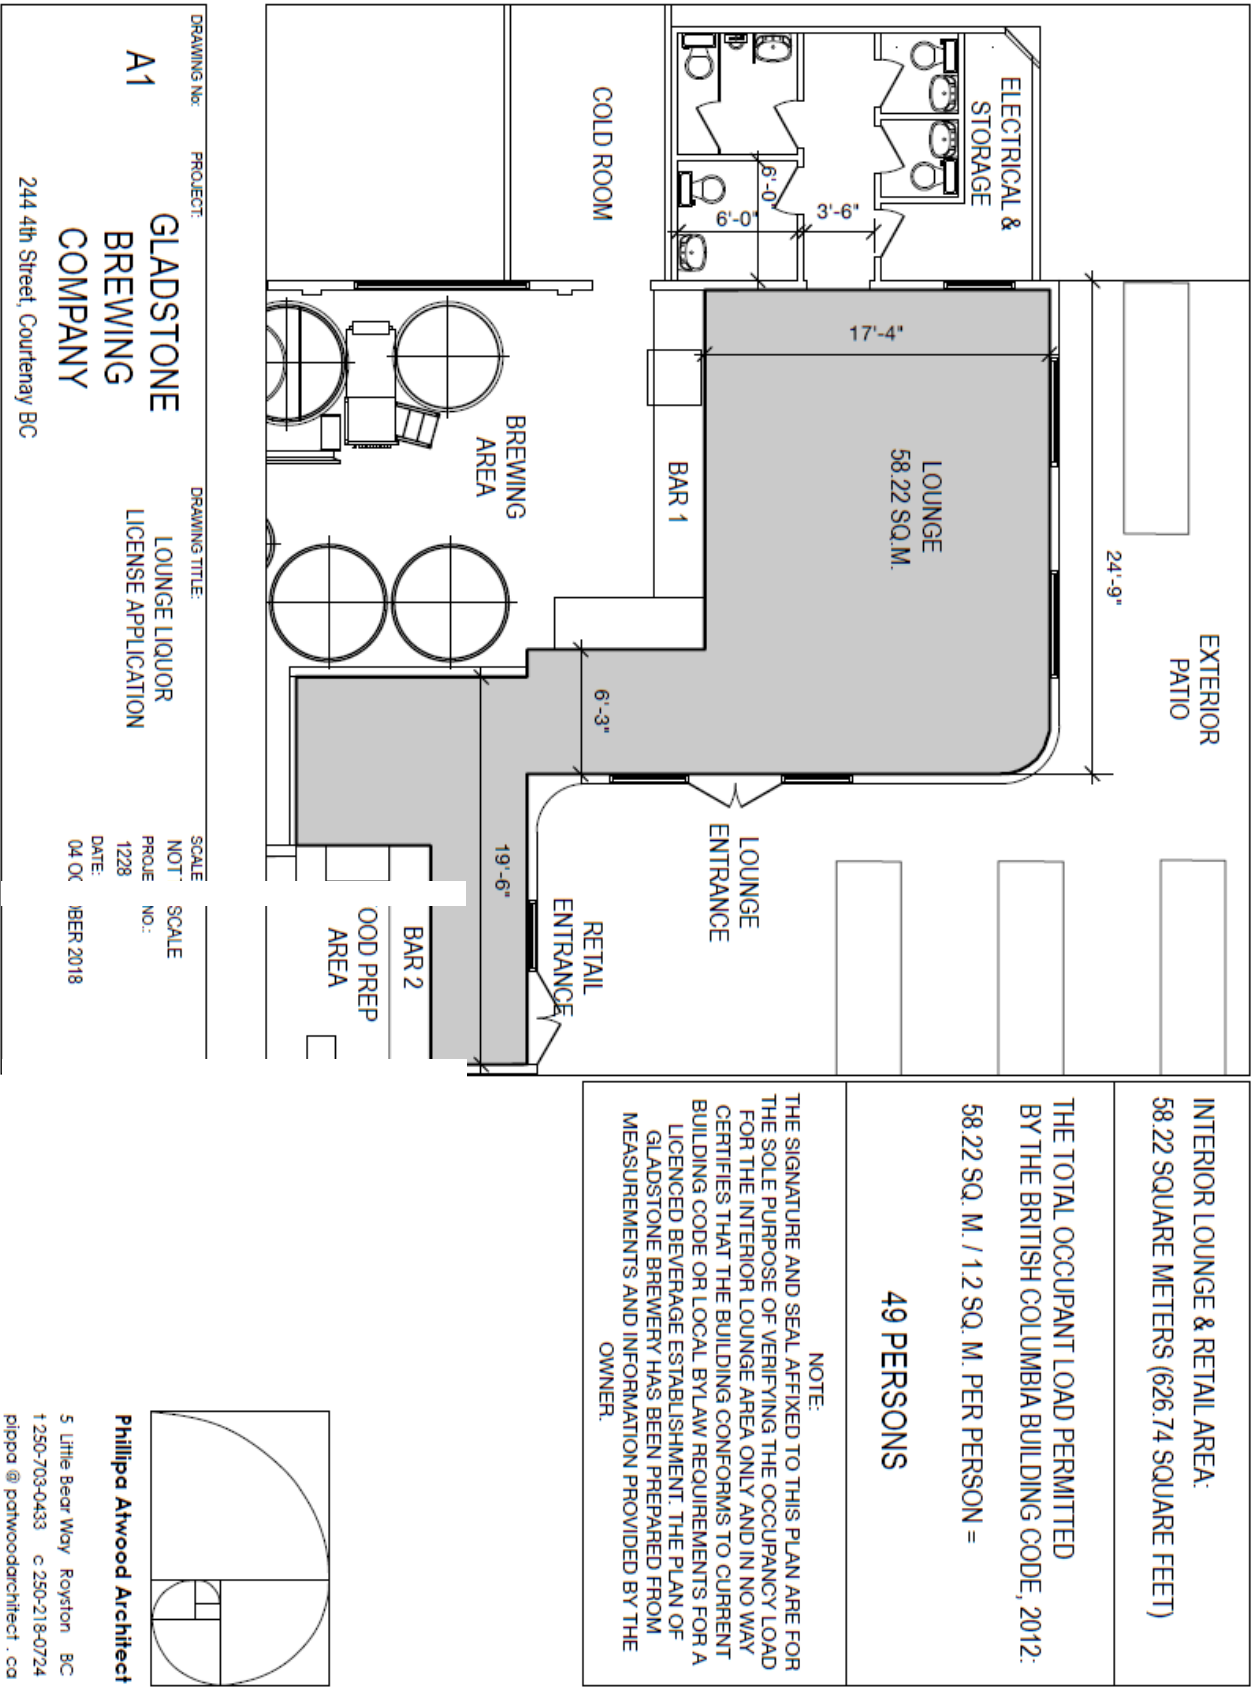 ELECTRICAL &
STORAGE
COLD ROOM
6'-0"
6'-0"
3'-6"
17'-4"
24'-9"
EXTERIOR
PATIO
LOUNGE
58.22 SQ.M.
BAR 1
BREWING
AREA
6'-3"
19'-6"
LOUNGE
ENTRANCE
RETAIL
ENTRANCE
BAR 2
OOD PREP
AREA
INTERIOR LOUNGE & RETAIL AREA:
58.22 SQUARE METERS (626.74 SQUARE FEET)
THE TOTAL OCCUPANT LOAD PERMITTED
BY THE BRITISH COLUMBIA BUILDING CODE, 2012:
58.22 SQ. M. / 1.2 SQ. M. PER PERSON =
49 PERSONS
NOTE:
THE SIGNATURE AND SEAL AFFIXED TO THIS PLAN ARE FOR
THE SOLE PURPOSE OF VERIFYING THE OCCUPANCY LOAD
FOR THE INTERIOR LOUNGE AREA ONLY AND IN NO WAY
CERTIFIES THAT THE BUILDING CONFORMS TO CURRENT
BUILDING CODE OR LOCAL BYLAW REQUIREMENTS FOR A
LICENCED BEVERAGE ESTABLISHMENT. THE PLAN OF
GLADSTONE BREWERY HAS BEEN PREPARED FROM
MEASUREMENTS AND INFORMATION PROVIDED BY THE
OWNER.
DRAWING No:
A1
PROJECT:
GLADSTONE
BREWING
COMPANY
244 4th Street, Courtenay BC
DRAWING TITLE:
LOUNGE LIQUOR
LICENSE APPLICATION
SCALE
NOT SCALE
PROJE NO.:
1228
DATE:
04 OC BER 2018
Phillipa Atwood Architect
5 Little Bear Way Royston BC
t 250-703-0433 c 250-218-0724
pippa @ patwoodarchitect . ca